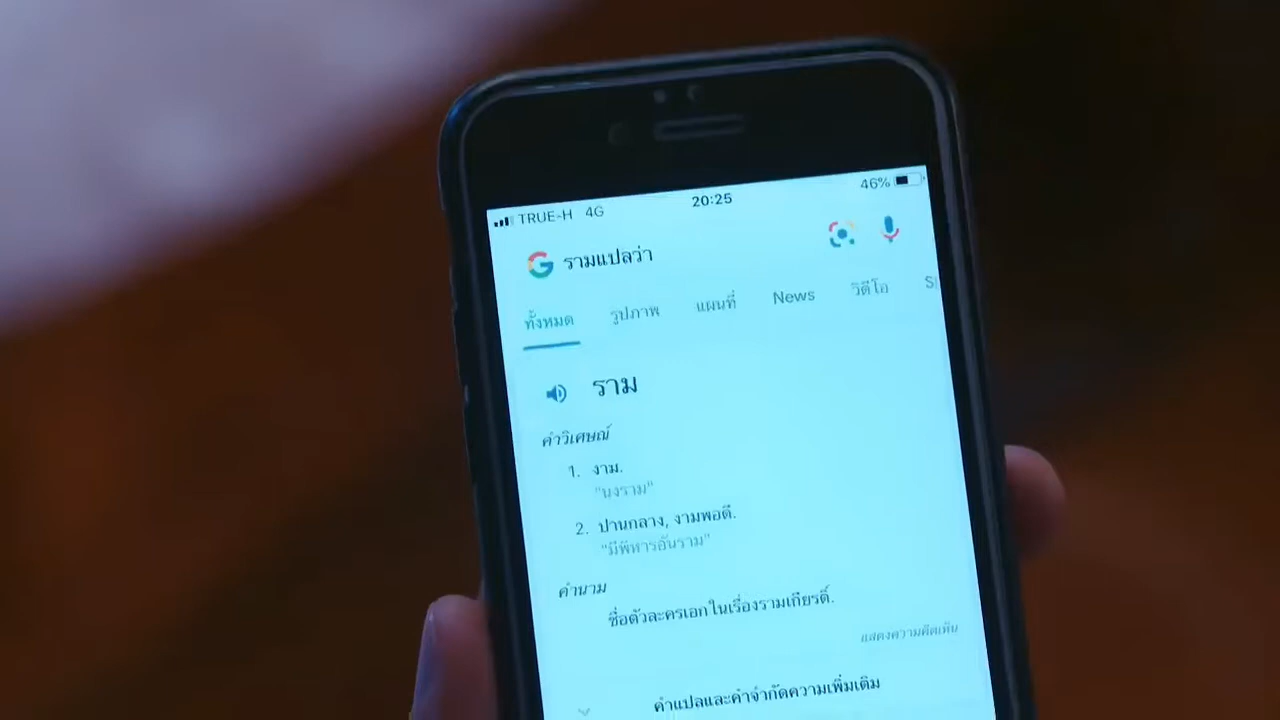 TRUE-H 4G 20:25 46%
รามแปลว่า
ทั้งหมด รูปภาพ แผนที่ News วิดีโอ
ราม
คำวิเศษณ์
1. งาม.
"นงราม"
2. ปานกลาง, งามพอดี.
"มีพิหารอันราม"
คำนาม
ชื่อตัวละครเอกในเรื่องรามเกียรติ์.
แสดงความคิดเห็น
คำแปลและคำจำกัดความเพิ่มเติม